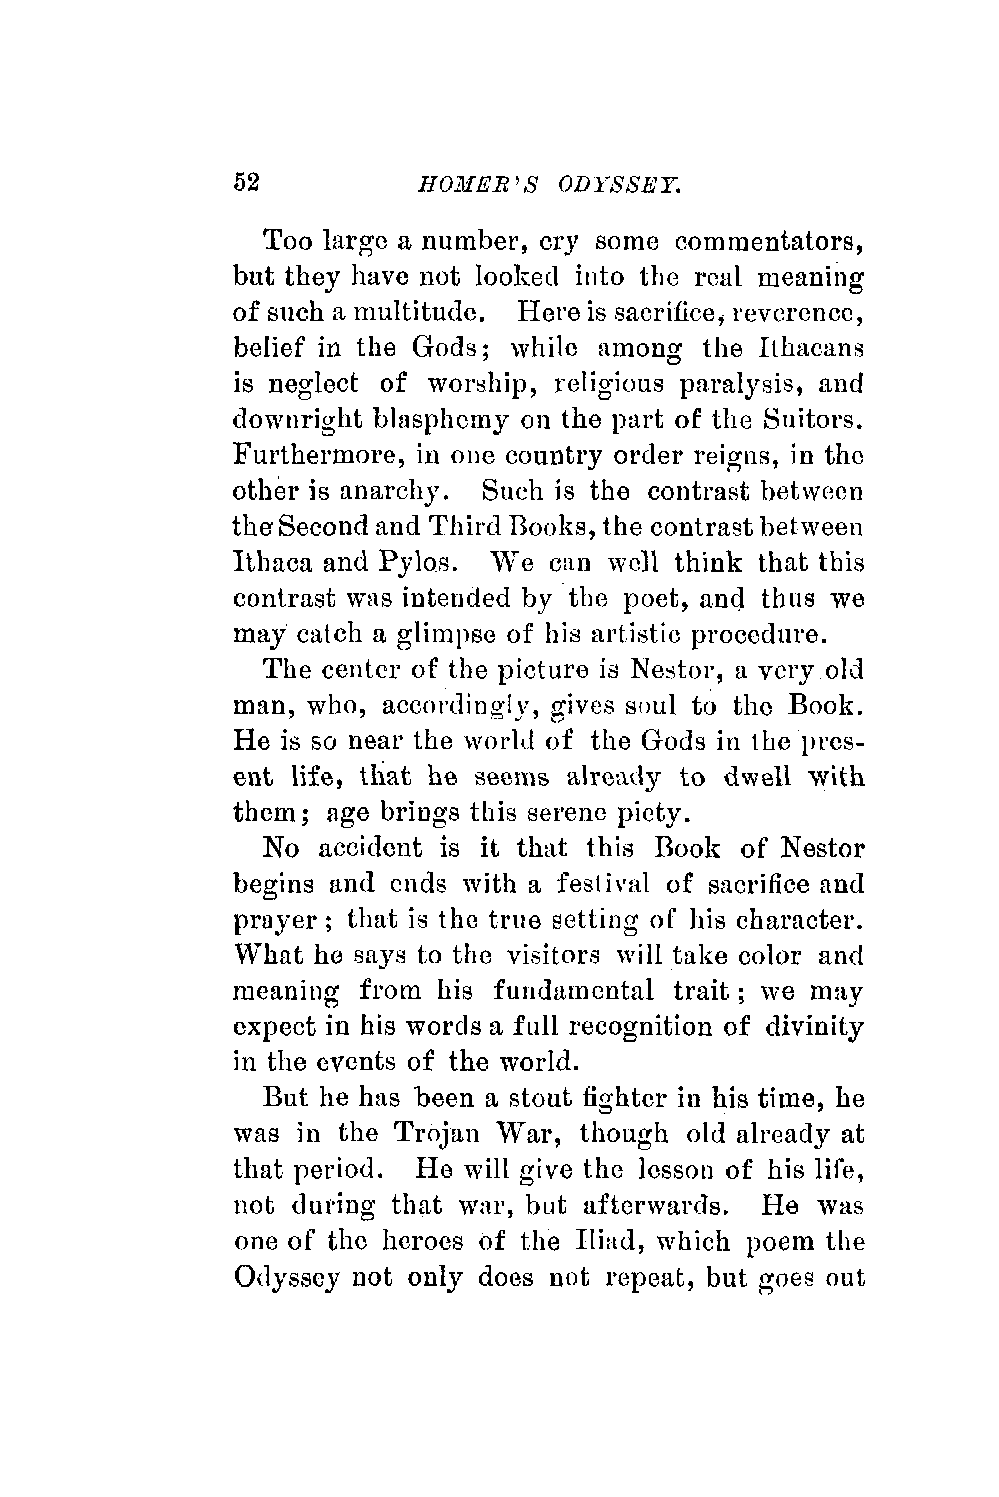 52 HOMER'S ODYSSEY.
Too large a number, cry some commentators,
but they have not looked into the real meaning
of such a multitude. Here is sacrifice, reverence,
belief in the Gods; while among the Ithacans
is neglect of worship, religious paralysis, and
downright blasphemy on the part of the Suitors.
Furthermore, in one country order reigns, in the
other is anarchy. Such is the contrast between
the Second and Third Books, the contrast between
Ithaca and Pylos. We can well think that this
contrast was intended by the poet, and thus we
may catch a glimpse of his artistic procedure.
The center of the picture is Nestor, a very old
man, who, accordingly, gives soul to the Book.
He is so near the world of the Gods in the pres-
ent life, that he seems already to dwell with
them; age brings this serene piety.
No accident is it that this Book of Nestor
begins and ends with a festival of sacrifice and
prayer; that is the true setting of his character.
What he says to the visitors will take color and
meaning from his fundamental trait; we may
expect in his words a full recognition of divinity
in the events of the world.
But he has been a stout fighter in his time, he
was in the Trojan War, though old already at
that period. He will give the lesson of his life,
not during that war, but afterwards. He was
one of the heroes of the Iliad, which poem the
Odyssey not only does not repeat, but goes out